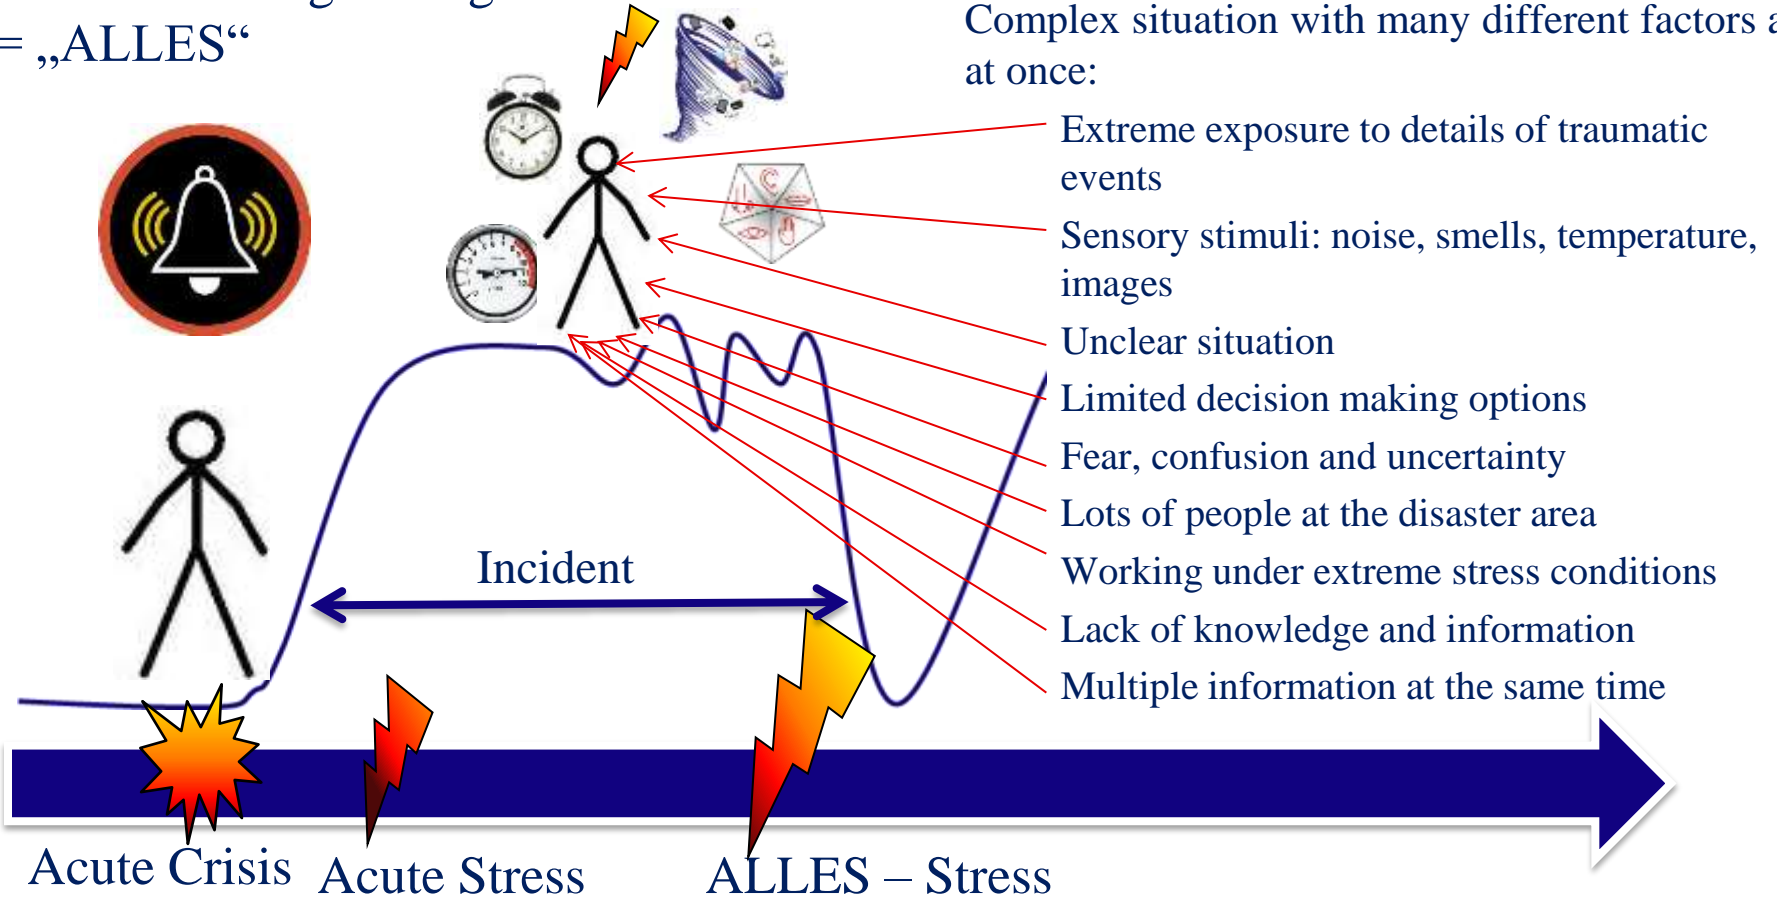 = „ALLES“
Complex situation with many different factors
at once:
Extreme exposure to details of traumatic
events
Sensory stimuli: noise, smells, temperature,
images
Unclear situation
Limited decision making options
Fear, confusion and uncertainty
Lots of people at the disaster area
Working under extreme stress conditions
Lack of knowledge and information
Multiple information at the same time
Incident
Acute Crisis
Acute Stress
ALLES – Stress